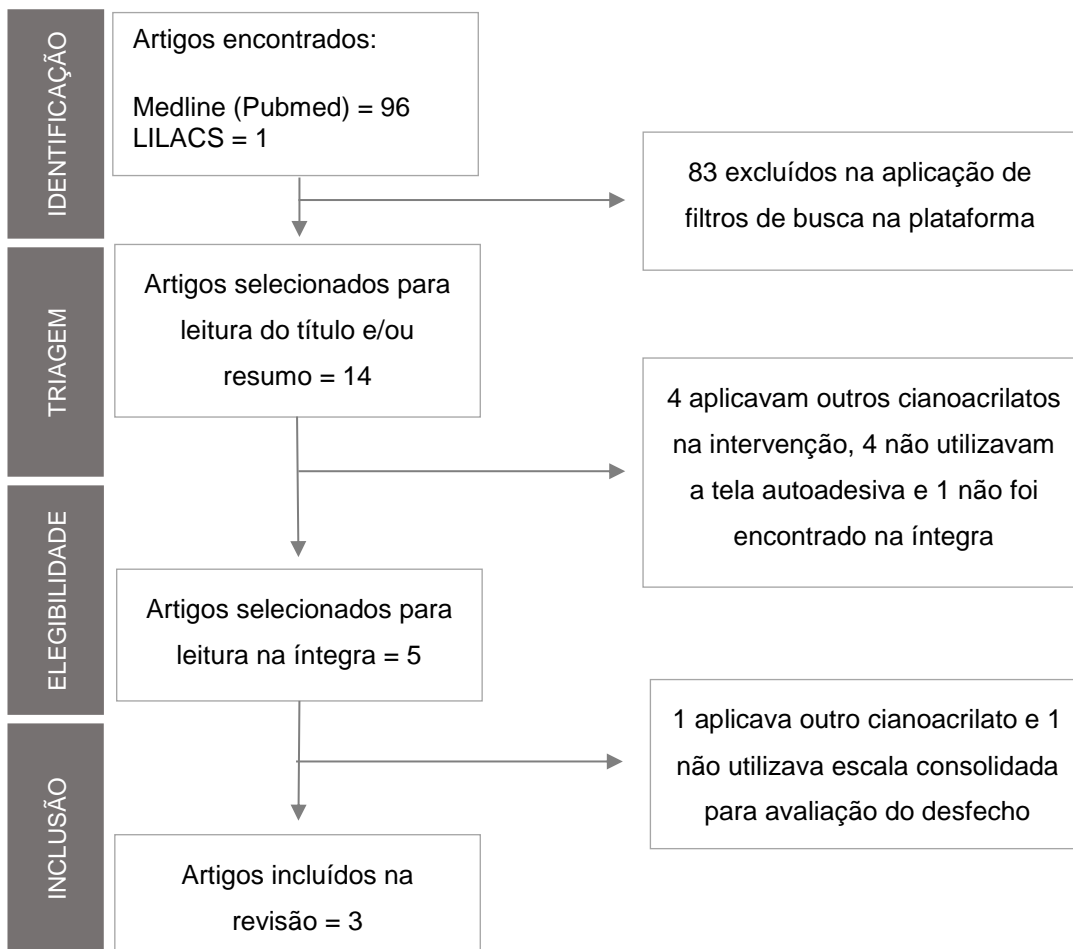 IDENTIFICAÇÃO
Artigos encontrados:
Medline (Pubmed) = 96
LILACS = 1
83 excluídos na aplicação de
filtros de busca na plataforma
TRIAGEM
Artigos selecionados para
leitura do título e/ou
resumo = 14
4 aplicavam outros cianoacrilatos
na intervenção, 4 não utilizavam
a tela autoadesiva e 1 não foi
encontrado na íntegra
ELEGIBILIDADE
Artigos selecionados para
leitura na íntegra = 5
1 aplicava outro cianoacrilato e 1
não utilizava escala consolidada
para avaliação do desfecho
INCLUSÃO
Artigos incluídos na
revisão = 3